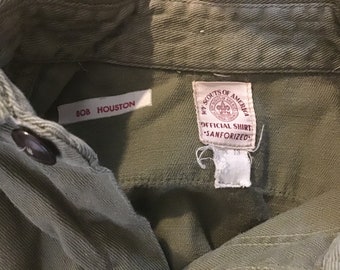 BOB HOUSTON
BOY SCOUTS OF AMERICA
OFFICIAL SHIRT
"SANFORIZED"